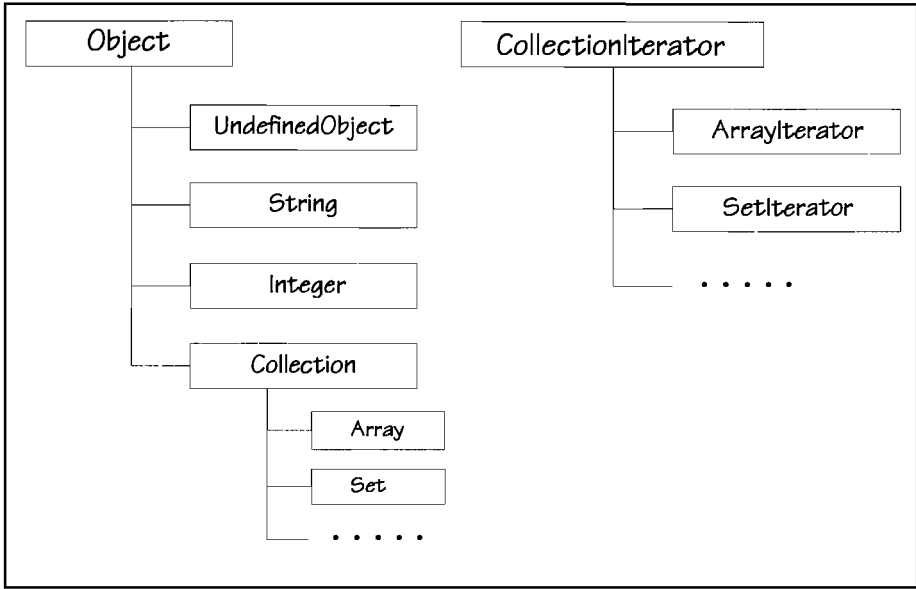 Object
UndefinedObject
String
Integer
Collection
Array
Set
. . . . .
CollectionIterator
ArrayIterator
SetIterator
. . . . .